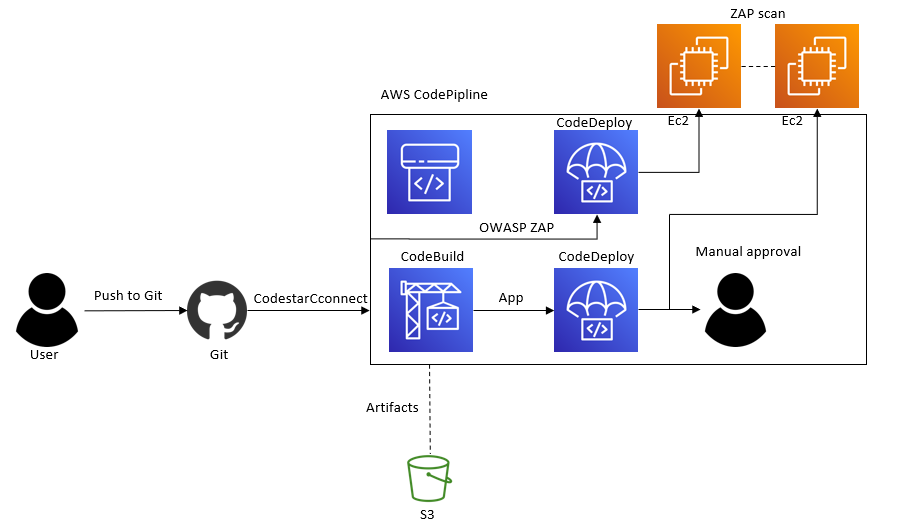 ZAP scan
AWS CodePipline
Ec2
Ec2
CodeDeploy
OWASP ZAP
CodeBuild
CodeDeploy
Manual approval
Push to Git
CodestarCconnect
App
User
Git
Artifacts
S3